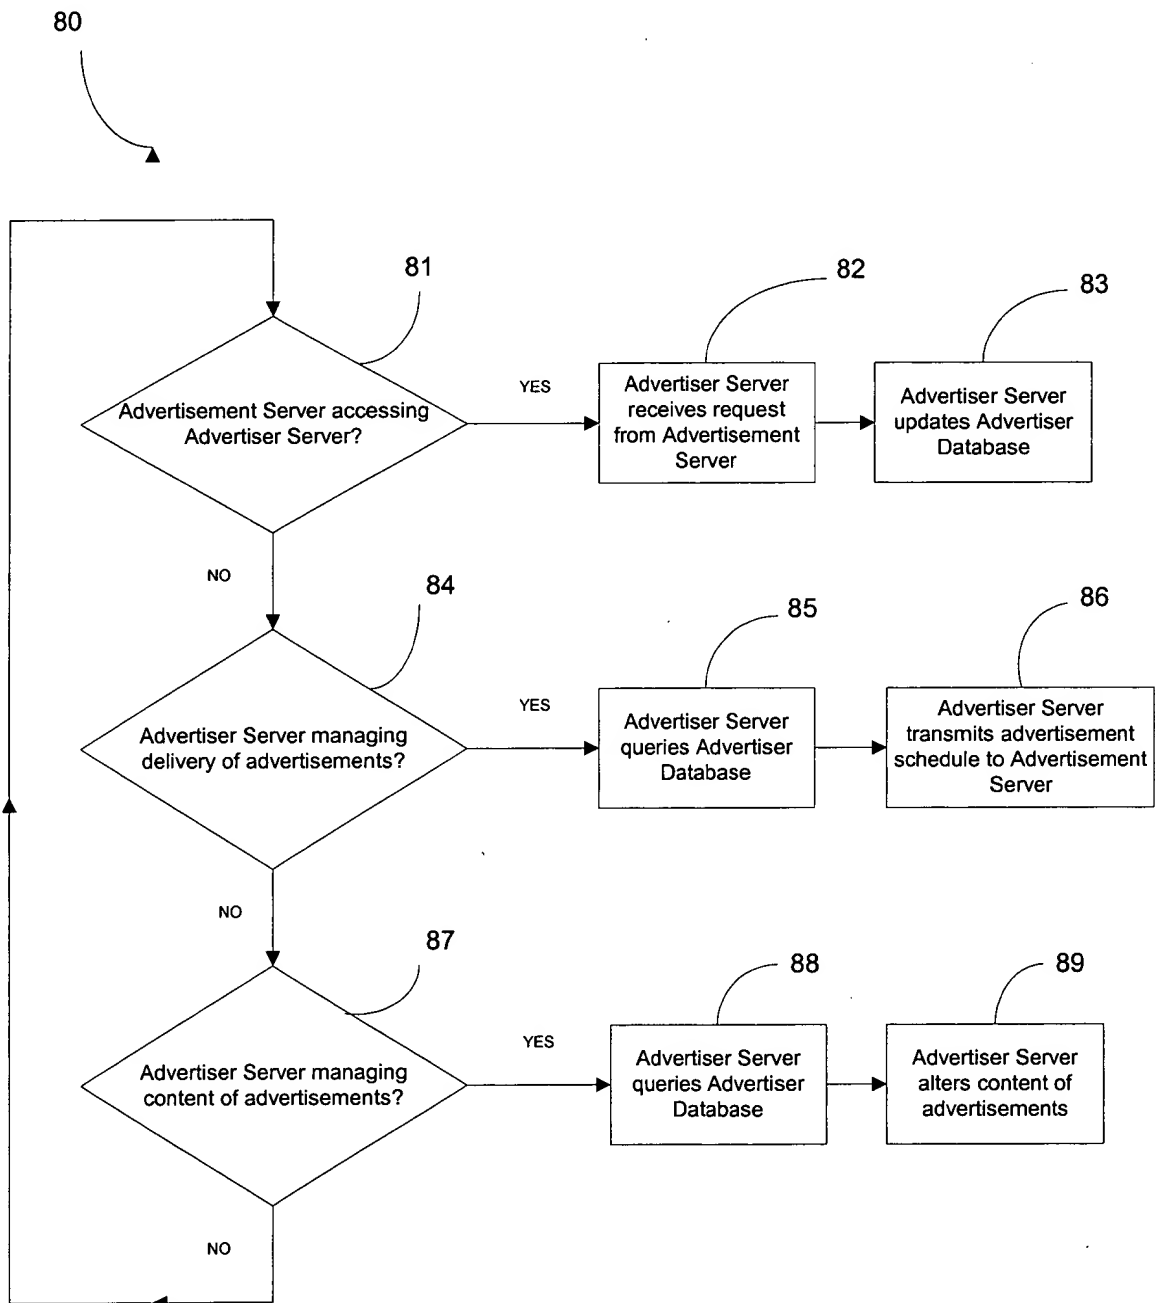 80
81
82
83
Advertisement Server accessing
Advertiser Server?
YES
Advertiser Server
receives request
from Advertisement
Server
Advertiser Server
updates Advertiser
Database
NO
84
85
86
Advertiser Server managing
delivery of advertisements?
YES
Advertiser Server
queries Advertiser
Database
Advertiser Server
transmits advertisement
schedule to Advertisement
Server
NO
87
88
89
Advertiser Server managing
content of advertisements?
YES
Advertiser Server
queries Advertiser
Database
Advertiser Server
alters content of
advertisements
NO